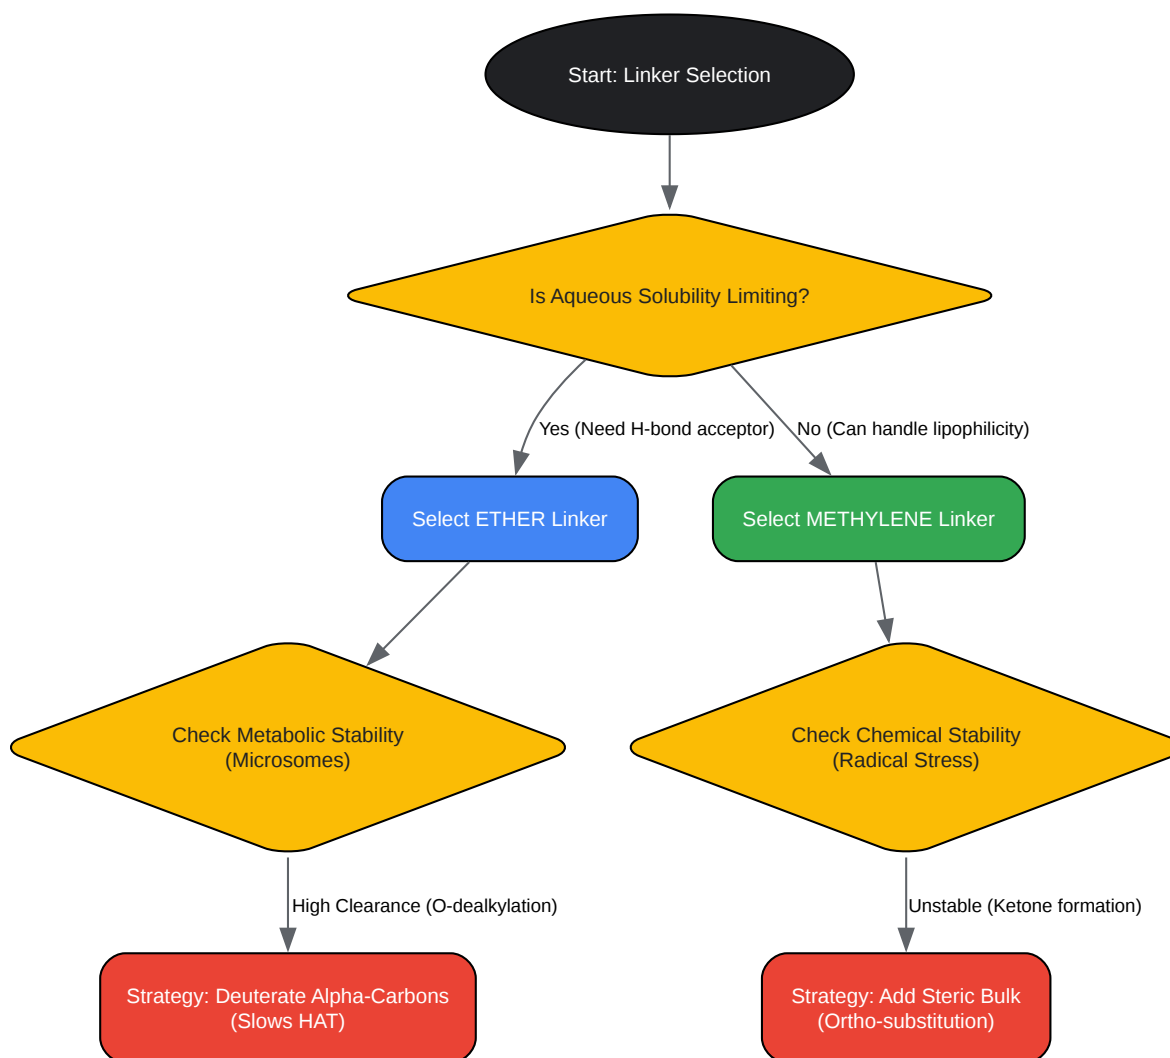 Start: Linker Selection
Is Aqueous Solubility Limiting?
Yes (Need H-bond acceptor)
No (Can handle lipophilicity)
Select ETHER Linker
Select METHYLENE Linker
Check Metabolic Stability
(Microsomes)
Check Chemical Stability
(Radical Stress)
High Clearance (O-dealkylation)
Unstable (Ketone formation)
Strategy: Deuterate Alpha-Carbons
(Slows HAT)
Strategy: Add Steric Bulk
(Ortho-substitution)